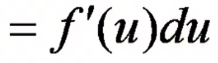 = f'(u)du